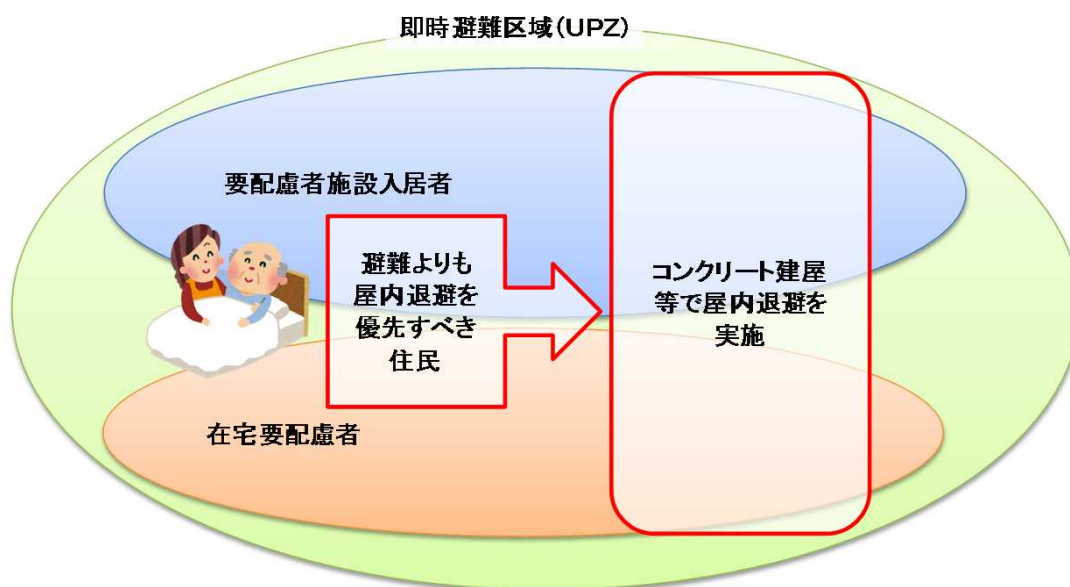 即時避難区域(UPZ)
要配慮者施設入居者
避難よりも
屋内退避を
優先すべき
住民
コンクリート建屋
等で屋内退避を
実施
在宅要配慮者